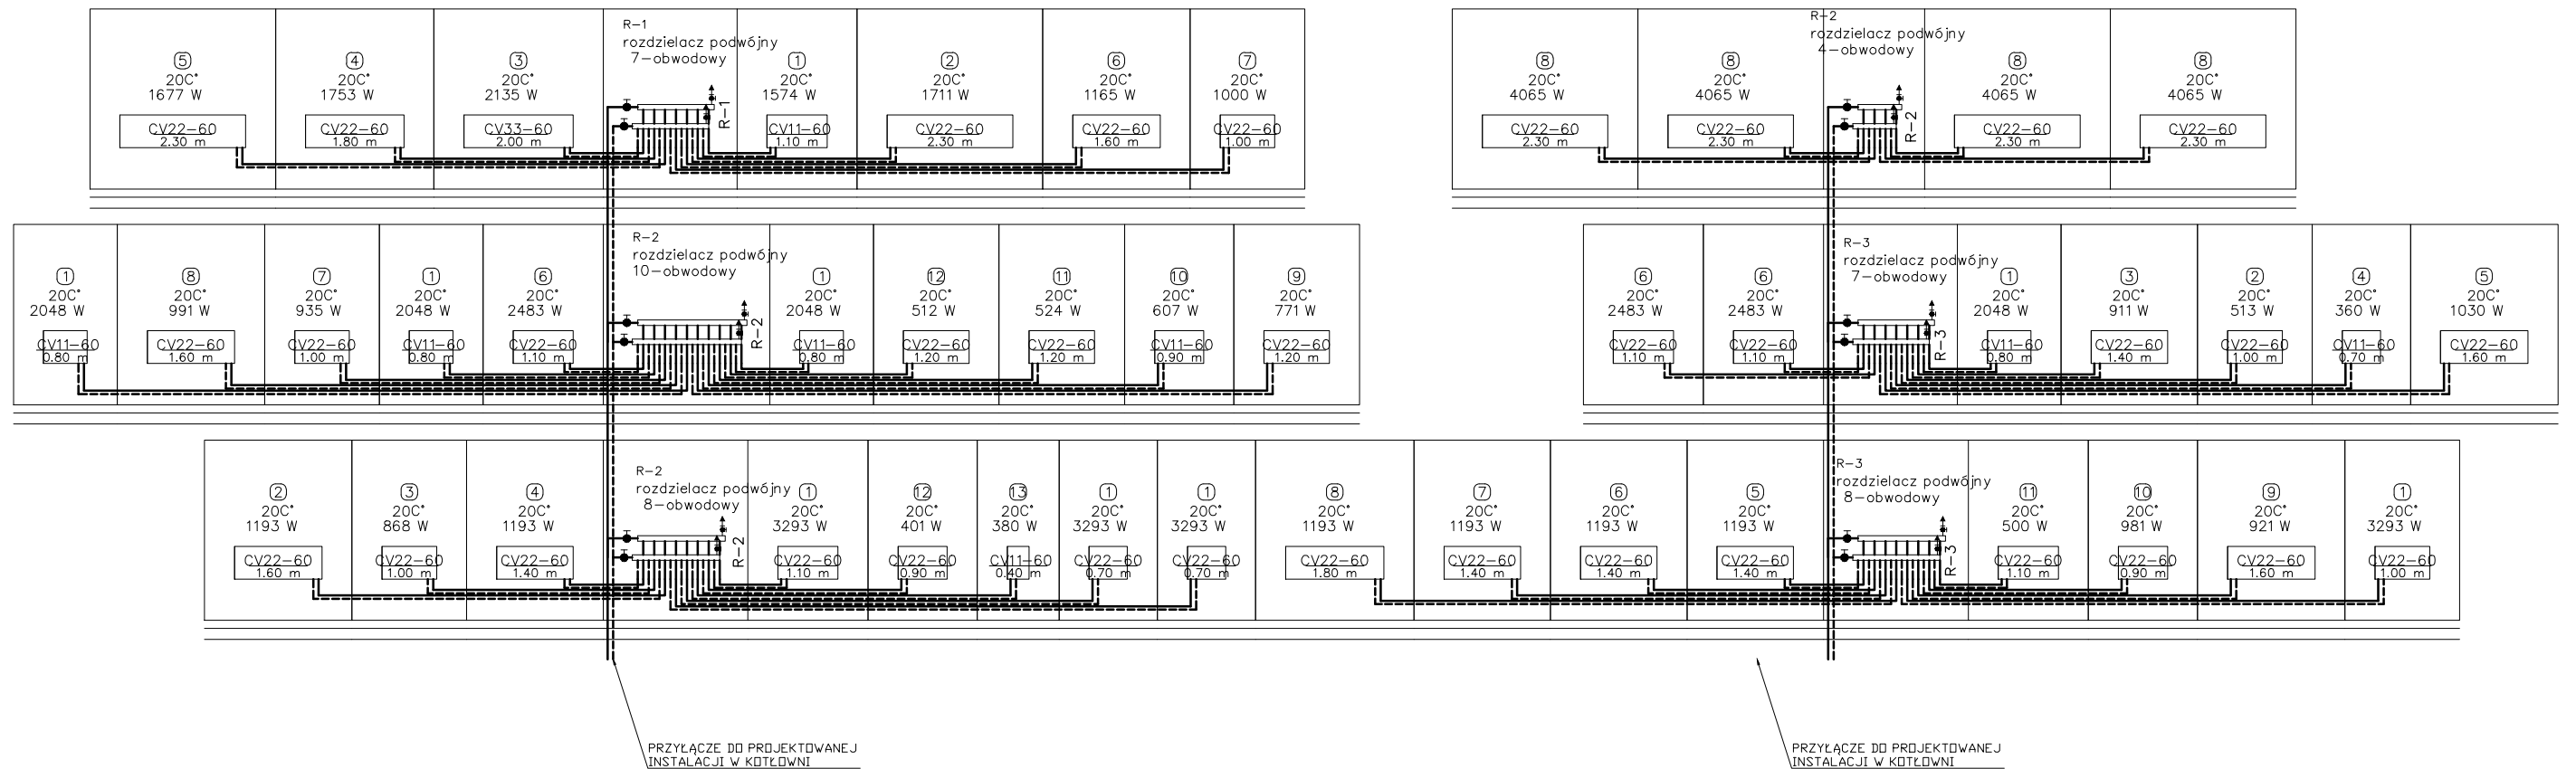 R-1
rozdzielacz podwójny
7-obwodowy
5
20C°
1677 W
CV22-60
2.30 m
4
20C°
1753 W
CV22-60
1.80 m
3
20C°
2135 W
CV33-60
2.00 m
R-1
1
20C°
1574 W
CV11-60
1.10 m
2
20C°
1711 W
CV22-60
2.30 m
6
20C°
1165 W
CV22-60
1.60 m
7
20C°
1000 W
CV22-60
1.00 m
R-2
rozdzielacz podwójny
4-obwodowy
8
20C°
4065 W
CV22-60
2.30 m
8
20C°
4065 W
CV22-60
2.30 m
R-2
8
20C°
4065 W
CV22-60
2.30 m
8
20C°
4065 W
CV22-60
2.30 m
R-2
rozdzielacz podwójny
10-obwodowy
1
20C°
2048 W
CV11-60
0.80 m
8
20C°
991 W
CV22-60
1.60 m
7
20C°
935 W
CV22-60
1.00 m
1
20C°
2048 W
CV11-60
0.80 m
6
20C°
2483 W
CV22-60
1.10 m
R-2
1
20C°
2048 W
CV11-60
0.80 m
12
20C°
512 W
CV22-60
1.20 m
11
20C°
524 W
CV22-60
1.20 m
10
20C°
607 W
CV11-60
0.90 m
9
20C°
771 W
CV22-60
1.20 m
R-3
rozdzielacz podwójny
7-obwodowy
6
20C°
2483 W
CV22-60
1.10 m
6
20C°
2483 W
CV22-60
1.10 m
R-3
1
20C°
2048 W
CV11-60
0.80 m
3
20C°
911 W
CV22-60
1.40 m
2
20C°
513 W
CV22-60
1.00 m
4
20C°
360 W
CV11-60
0.70 m
5
20C°
1030 W
CV22-60
1.60 m
R-2
rozdzielacz podwójny
8-obwodowy
2
20C°
1193 W
CV22-60
1.60 m
3
20C°
868 W
CV22-60
1.00 m
4
20C°
1193 W
CV22-60
1.40 m
R-2
1
20C°
3293 W
CV22-60
1.10 m
12
20C°
401 W
CV22-60
0.90 m
13
20C°
380 W
CV11-60
0.40 m
1
20C°
3293 W
CV22-60
0.70 m
1
20C°
3293 W
CV22-60
0.70 m
R-3
rozdzielacz podwójny
8-obwodowy
8
20C°
1193 W
CV22-60
1.80 m
7
20C°
1193 W
CV22-60
1.40 m
6
20C°
1193 W
CV22-60
1.40 m
5
20C°
1193 W
CV22-60
1.40 m
R-3
11
20C°
500 W
CV22-60
1.10 m
10
20C°
981 W
CV22-60
0.90 m
9
20C°
921 W
CV22-60
1.60 m
1
20C°
3293 W
CV22-60
1.00 m
PRZYŁĄCZE DO PROJEKTOWANEJ
INSTALACJI W KOTŁOWNI
PRZYŁĄCZE DO PROJEKTOWANEJ
INSTALACJI W KOTŁOWNI